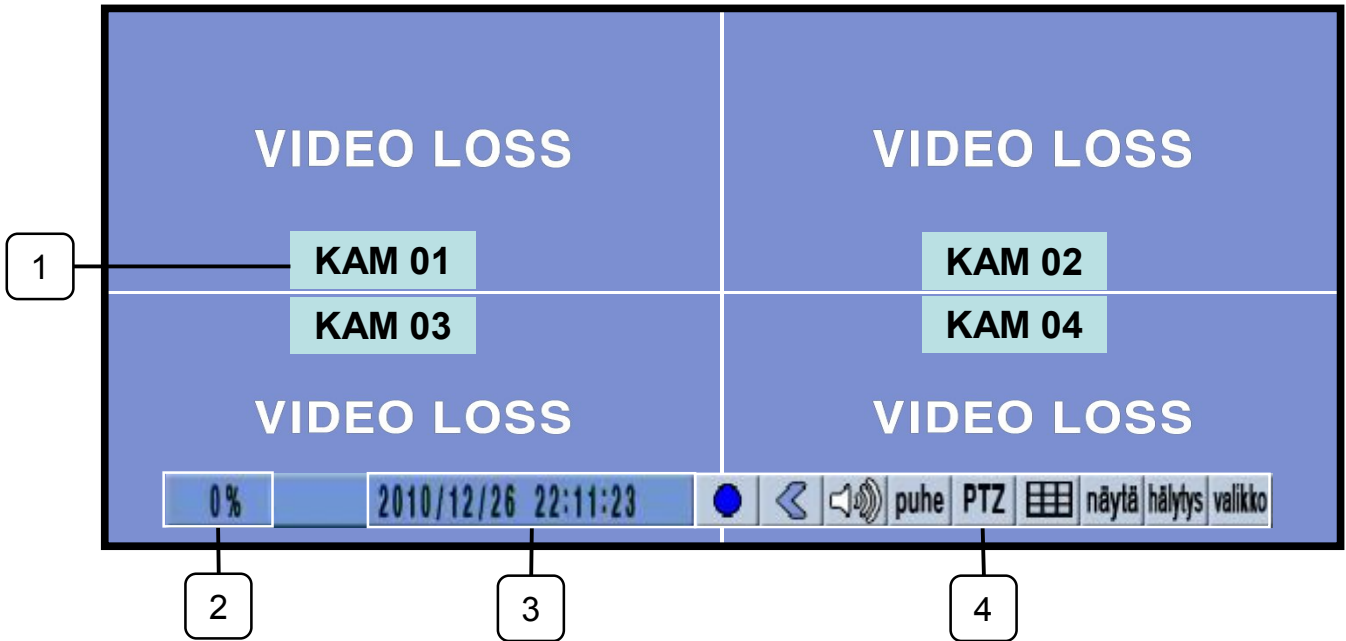 VIDEO LOSS VIDEO LOSS
1 KAM 01 KAM 02
KAM 03 KAM 04
VIDEO LOSS VIDEO LOSS
0% 2010/12/26 22:11:23 puhe PTZ näytä hälytys valikko
2 3 4